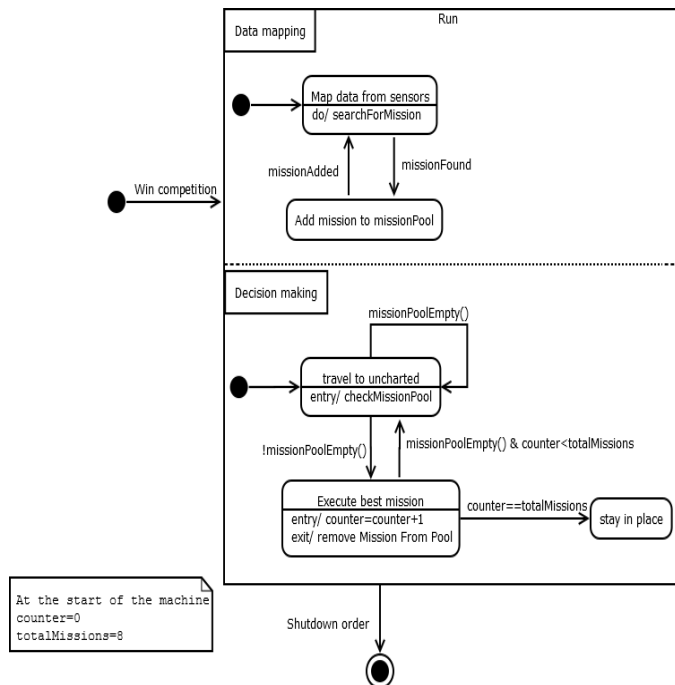 Run
Data mapping
Map data from sensors
do/ searchForMission
missionAdded
missionFound
Win competition
Add mission to missionPool
Decision making
missionPoolEmpty()
travel to uncharted
entry/ checkMissionPool
!missionPoolEmpty()
missionPoolEmpty() & counter<totalMissions
Execute best mission
entry/ counter=counter+1
exit/ remove Mission From Pool
counter==totalMissions
stay in place
At the start of the machine
counter=0
totalMissions=8
Shutdown order